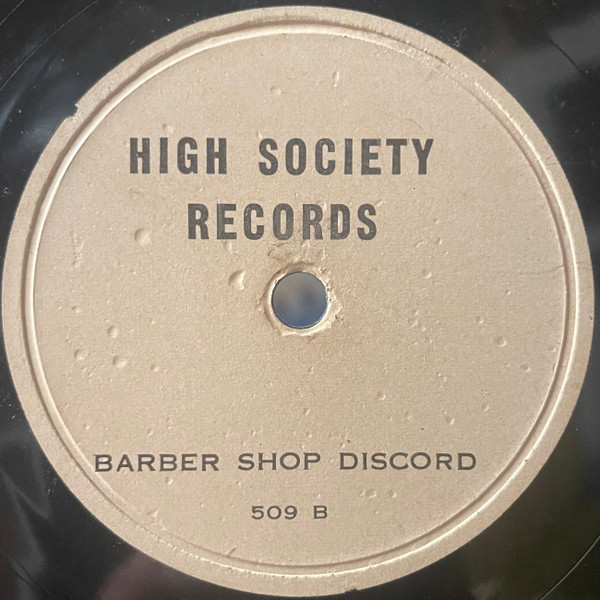 HIGH SOCIETY
RECORDS
BARBER SHOP DISCORD
509 B